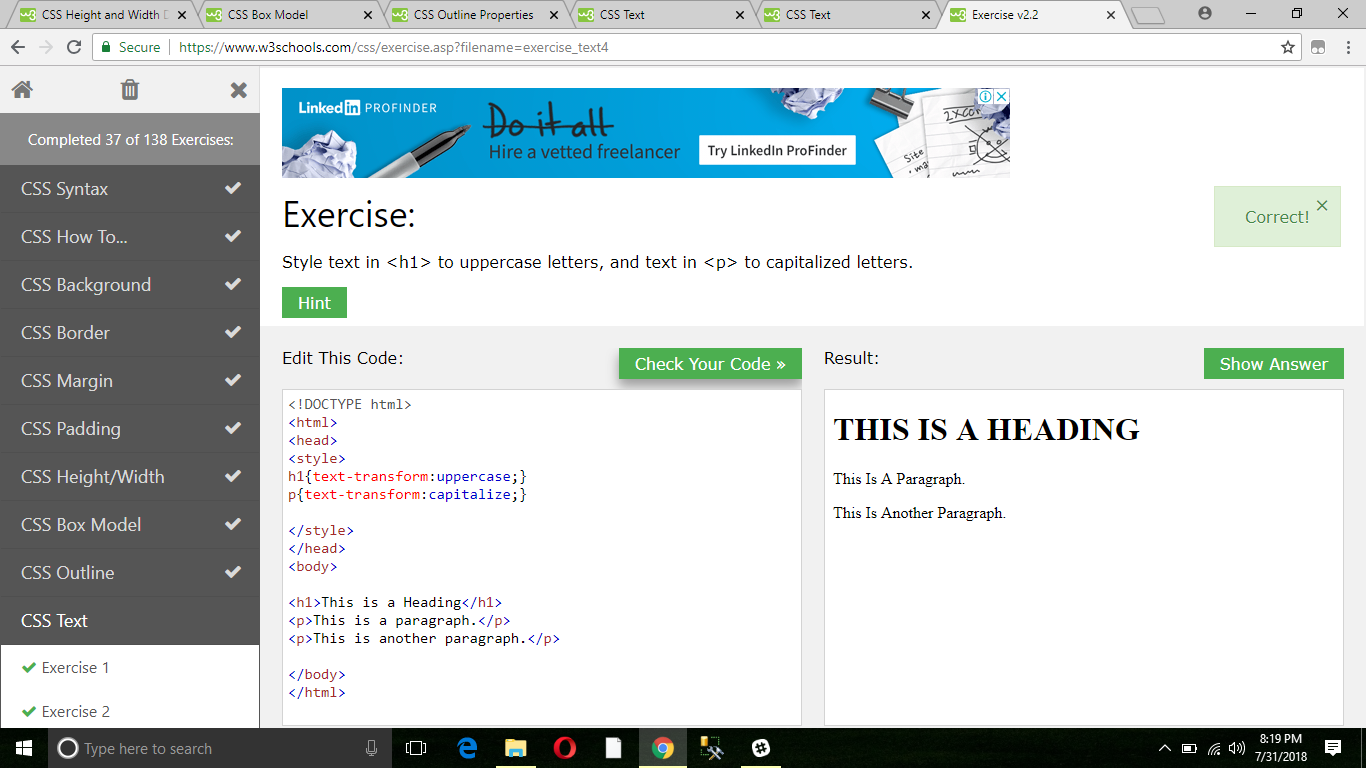 CSS Height and Width D
CSS Box Model
CSS Outline Properties
CSS Text
CSS Text
Exercise v2.2
Secure
https://www.w3schools.com/css/exercise.asp?filename=exercise_text4
Completed 37 of 138 Exercises:
CSS Syntax
CSS How To...
CSS Background
CSS Border
CSS Margin
CSS Padding
CSS Height/Width
CSS Box Model
CSS Outline
CSS Text
Exercise 1
Exercise 2
Linked in PROFINDER
Do it all
Hire a vetted freelancer
Try LinkedIn ProFinder
Site
2xcor
Exercise:
Correct!
Style text in <h1> to uppercase letters, and text in <p> to capitalized letters.
Hint
Edit This Code:
Check Your Code »
Result:
Show Answer
<!DOCTYPE html>
<html>
<head>
<style>
h1{text-transform:uppercase;}
p{text-transform:capitalize;}
</style>
</head>
<body>
<h1>This is a Heading</h1>
<p>This is a paragraph.</p>
<p>This is another paragraph.</p>
</body>
</html>
THIS IS A HEADING
This Is A Paragraph.
This Is Another Paragraph.
Type here to search
8:19 PM
7/31/2018